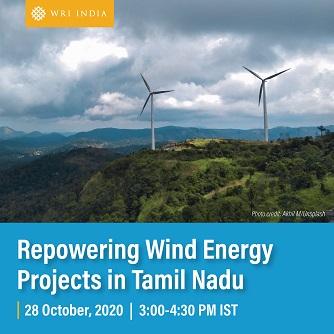 WRI INDIA
Photo credit: Akhil M/Unsplash
Repowering Wind Energy
Projects in Tamil Nadu
28 October, 2020 | 3:00-4:30 PM IST